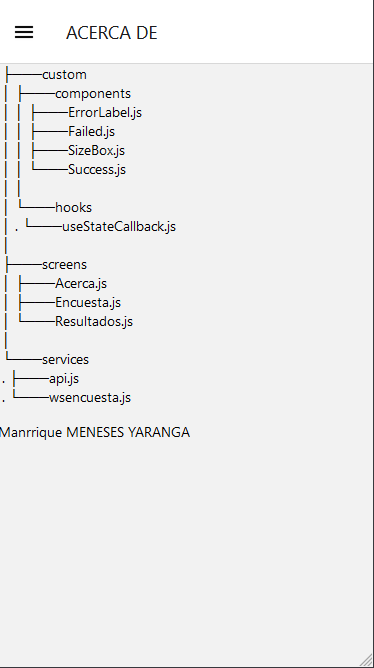 ACERCA DE
├───custom
│ ├───components
│ │ ├───ErrorLabel.js
│ │ ├───Failed.js
│ │ ├───SizeBox.js
│ │ └───Success.js
│ │
│ └───hooks
│ . └───useStateCallback.js
│
├───screens
│ ├───Acerca.js
│ ├───Encuesta.js
│ └───Resultados.js
│
└───services
. ├───api.js
. └───wsencuesta.js
Manrrique MENESES YARANGA